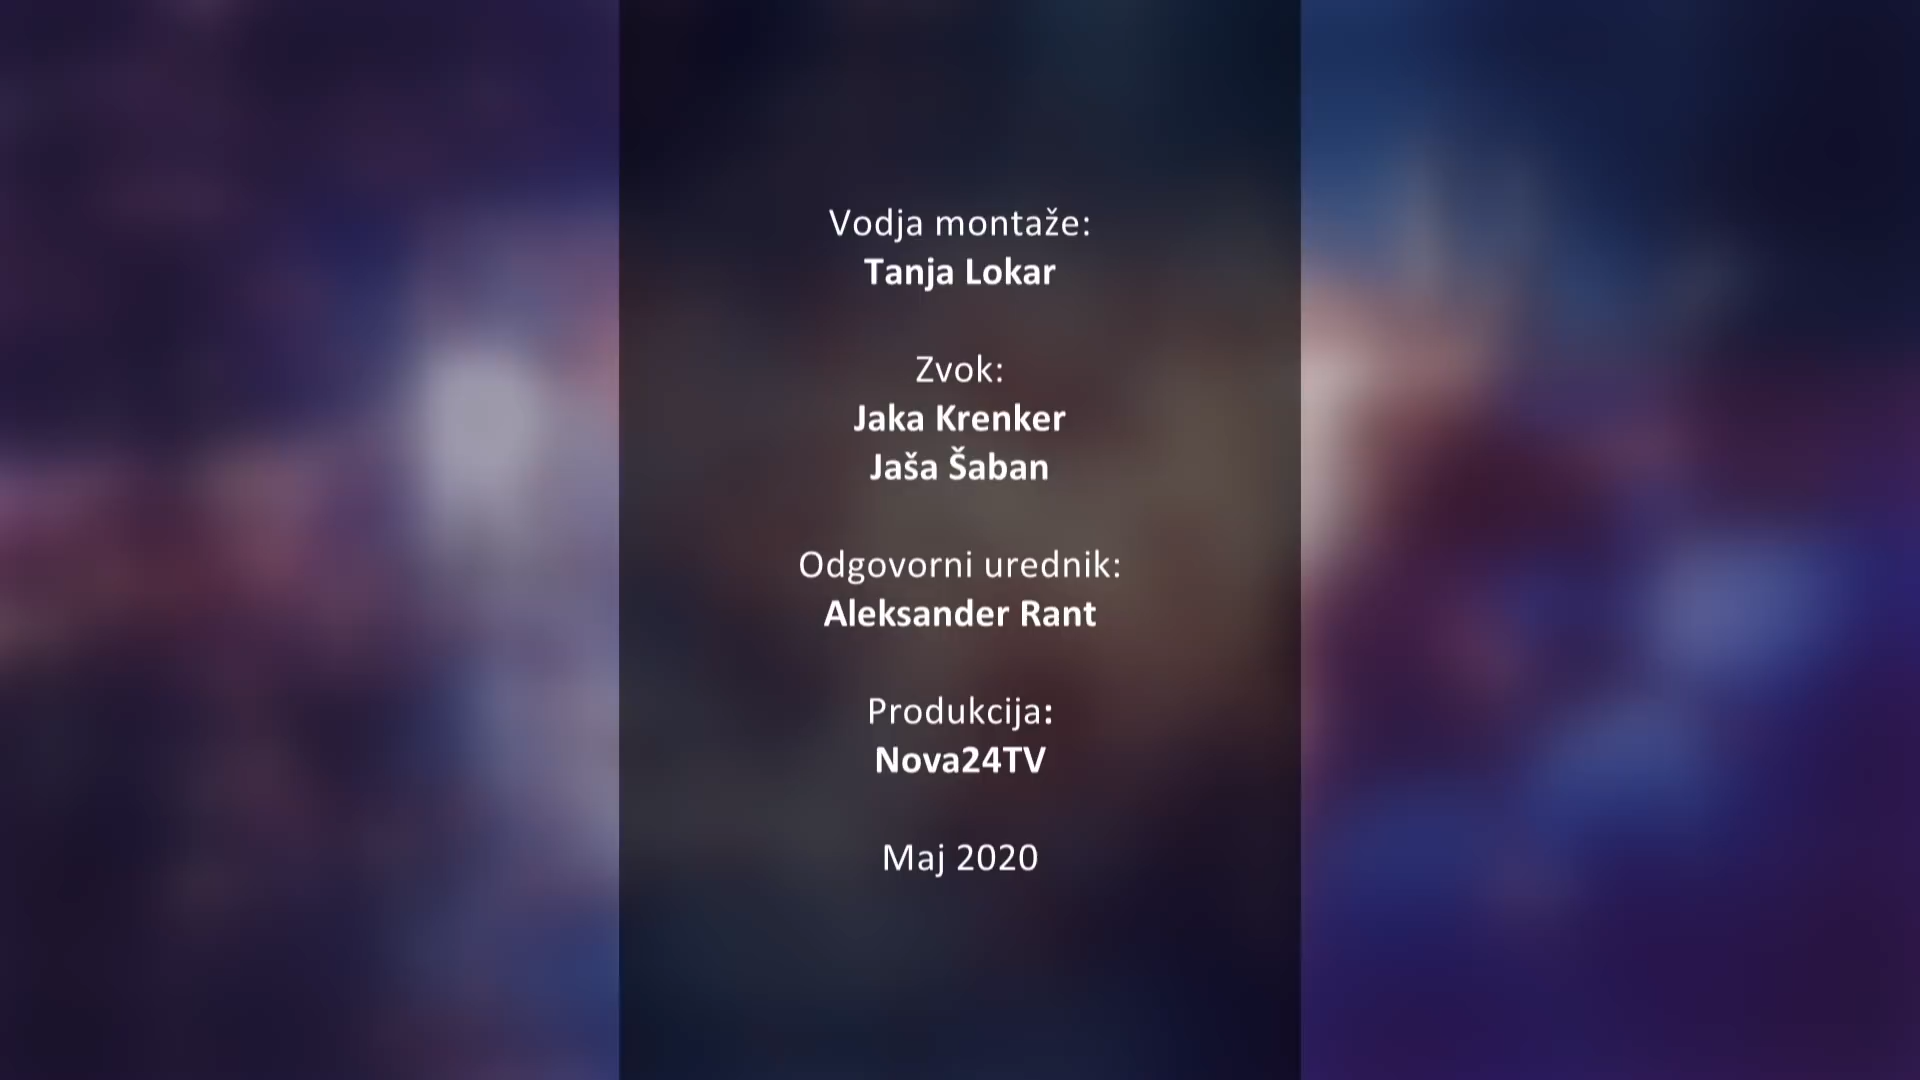 Vodja montaže:
Tanja Lokar
Zvok:
Jaka Krenker
Jaša Šaban
Odgovorni urednik:
Aleksander Rant
Produkcija:
Nova24TV
Maj 2020